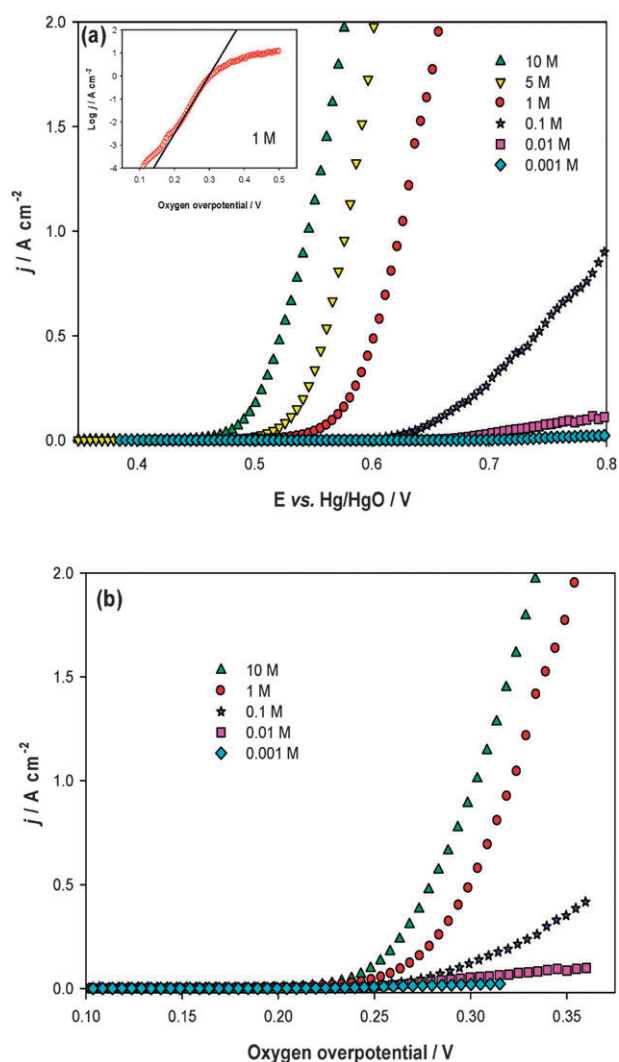 (a)
2
1
0
-1
-2
-3
-4
Log j / A cm⁻²
1 M
0.1 0.2 0.3 0.4 0.5
Oxygen overpotential / V
10 M
5 M
1 M
0.1 M
0.01 M
0.001 M
2.0
1.5
1.0
0.5
0.0
j / A cm⁻²
0.4 0.5 0.6 0.7 0.8
E vs. Hg/HgO / V
(b)
10 M
1 M
0.1 M
0.01 M
0.001 M
2.0
1.5
1.0
0.5
0.0
j / A cm⁻²
0.10 0.15 0.20 0.25 0.30 0.35
Oxygen overpotential / V